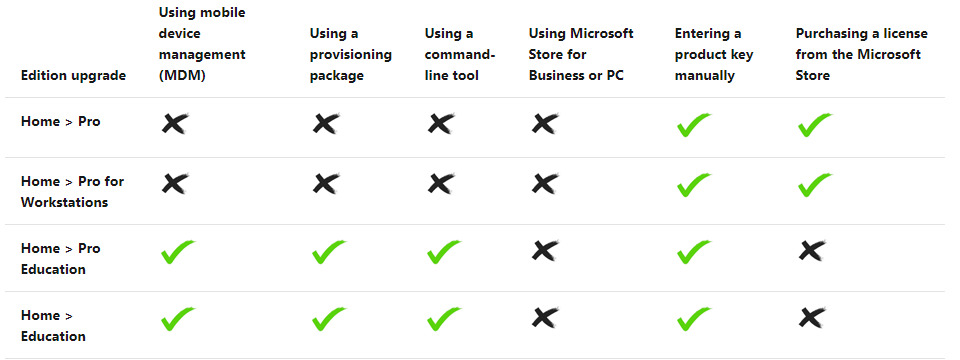 Edition upgrade
Using mobile
device
management
(MDM)
Using a
provisioning
package
Using a
command-
line tool
Using Microsoft
Store for
Business or PC
Entering a
product key
manually
Purchasing a license
from the Microsoft
Store
Home > Pro
Home > Pro for
Workstations
Home > Pro
Education
Home >
Education